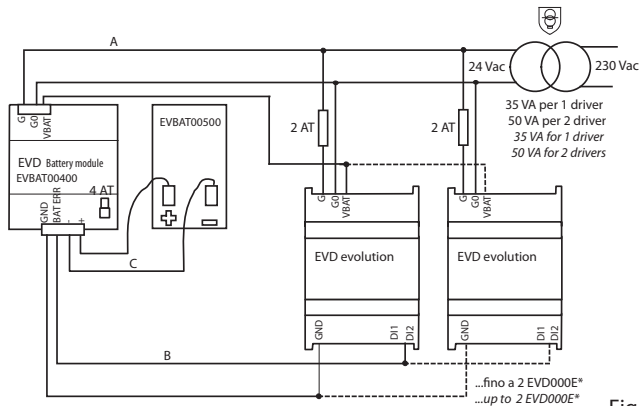 A
24 Vac
230 Vac
35 VA per 1 driver
50 VA per 2 driver
35 VA for 1 driver
50 VA for 2 drivers
2 AT
2 AT
G
G0
VBAT
EVD Battery module
EVBAT00400
4 AT
GND
BAT ERR
-
+
EVBAT00500
C
G
G0
VBAT
EVD evolution
GND
DI1
DI2
G
G0
VBAT
EVD evolution
GND
DI1
DI2
B
...fino a 2 EVD000E*
...up to 2 EVD000E*